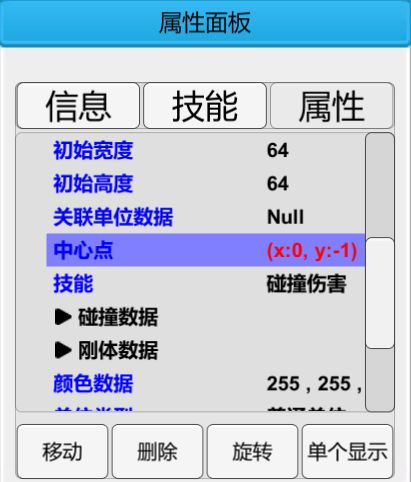 属性面板
信息 技能 属性
初始宽度 64
初始高度 64
关联单位数据 Null
中心点 (x:0, y:-1)
技能 碰撞伤害
碰撞数据
刚体数据
颜色数据 255 , 255 ,
移动 删除 旋转 单个显示